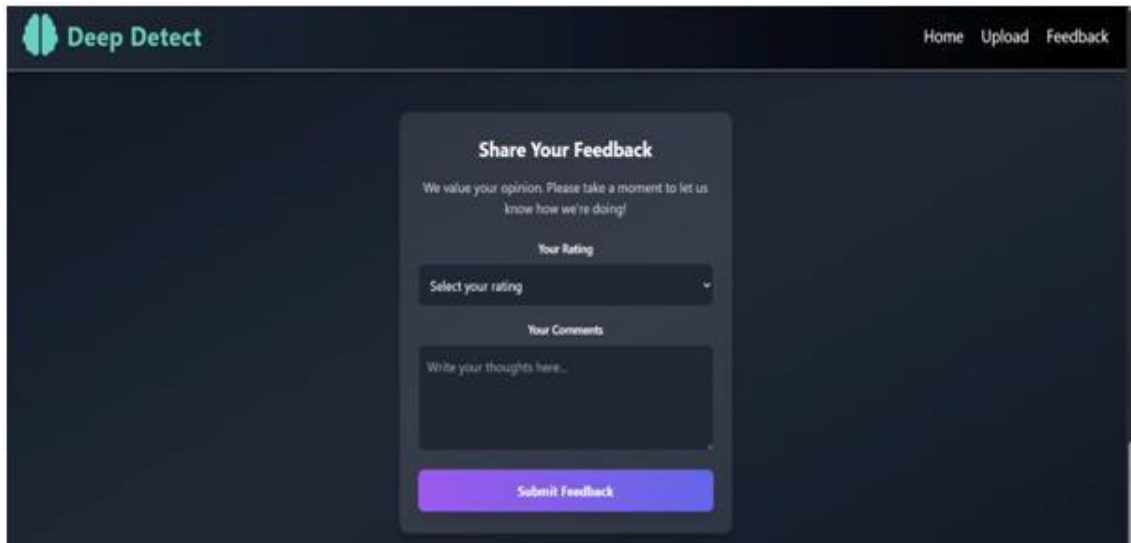 Deep Detect
Home Upload Feedback
Share Your Feedback
We value your opinion. Please take a moment to let us
know how we're doing!
Your Rating
Select your rating
Your Comments
Write your thoughts here...
Submit Feedback